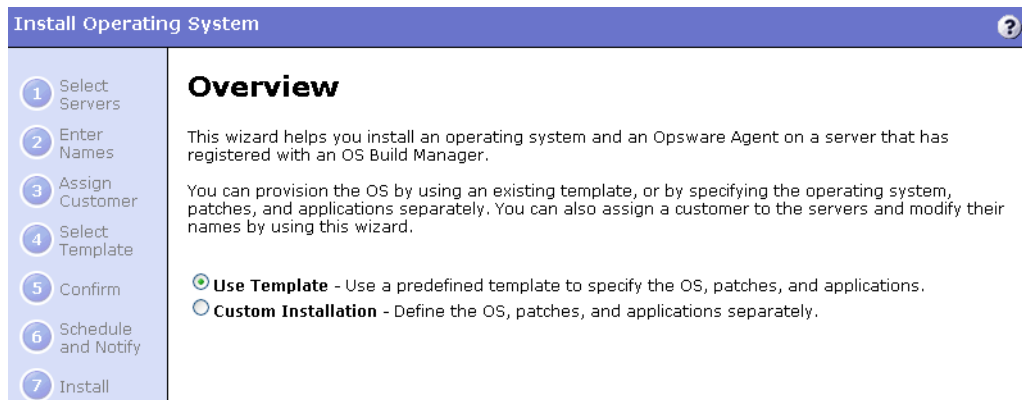 Install Operating System
?
1 Select
Servers
2 Enter
Names
3 Assign
Customer
4 Select
Template
5 Confirm
6 Schedule
and Notify
7 Install
Overview
This wizard helps you install an operating system and an Opsware Agent on a server that has
registered with an OS Build Manager.
You can provision the OS by using an existing template, or by specifying the operating system,
patches, and applications separately. You can also assign a customer to the servers and modify their
names by using this wizard.
Use Template - Use a predefined template to specify the OS, patches, and applications.
Custom Installation - Define the OS, patches, and applications separately.